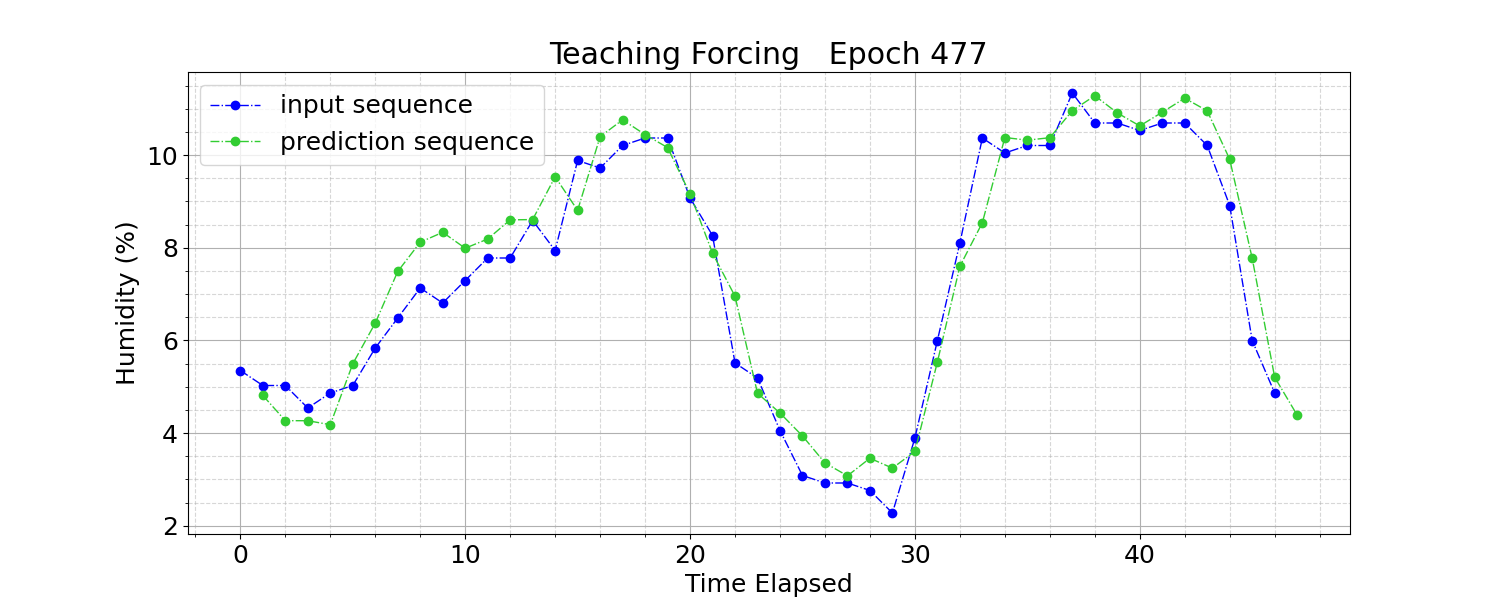 Teaching Forcing   Epoch 477
input sequence
prediction sequence
Humidity (%)
10
8
6
4
2
0 10 20 30 40
Time Elapsed